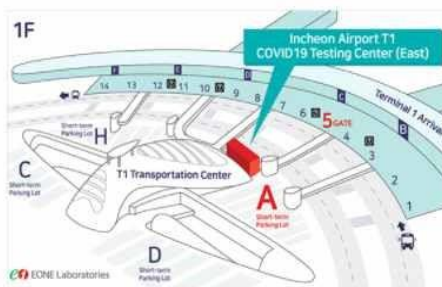 1F
Incheon Airport T1
COVID19 Testing Center (East)
F
E
D
C
B
Terminal 1 Arrival
14
13
12
11
10
9
8
7
6
5GATE
4
3
2
1
Short-term
Parking Lot
H
C
Short-term
Parking Lot
T1 Transportation Center
A
Short-term
Parking Lot
D
Short-term
Parking Lot
EONE Laboratories